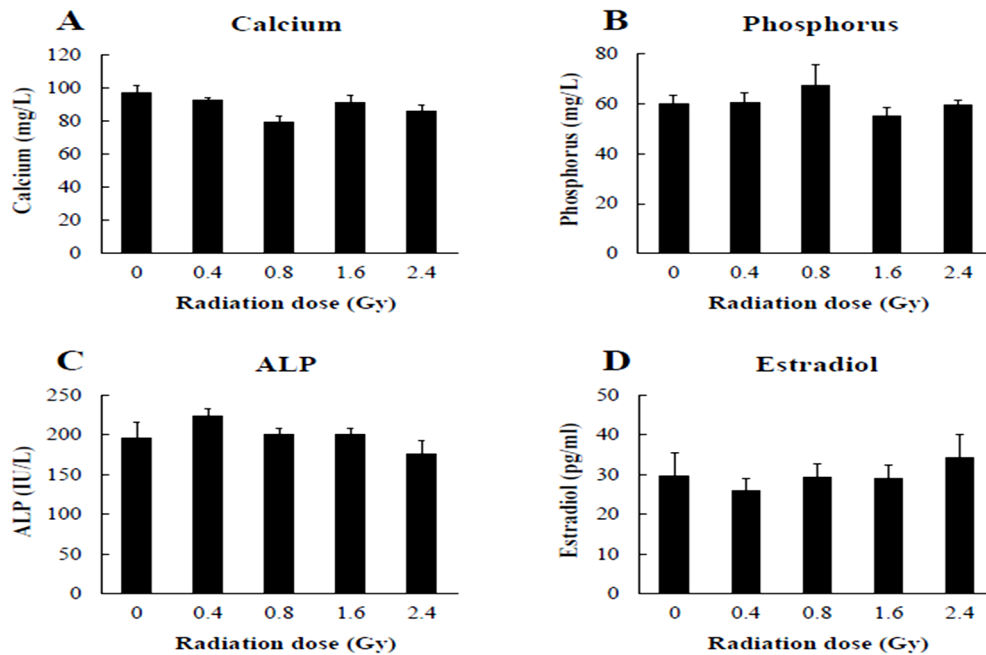 A Calcium
Calcium (mg/L)
120
100
80
60
40
20
0
0 0.4 0.8 1.6 2.4
Radiation dose (Gy)
B Phosphorus
Phosphorus (mg/L)
80
60
40
20
0
0 0.4 0.8 1.6 2.4
Radiation dose (Gy)
C ALP
ALP (IU/L)
250
200
150
100
50
0
0 0.4 0.8 1.6 2.4
Radiation dose (Gy)
D Estradiol
Estradiol (pg/ml)
50
40
30
20
10
0
0 0.4 0.8 1.6 2.4
Radiation dose (Gy)